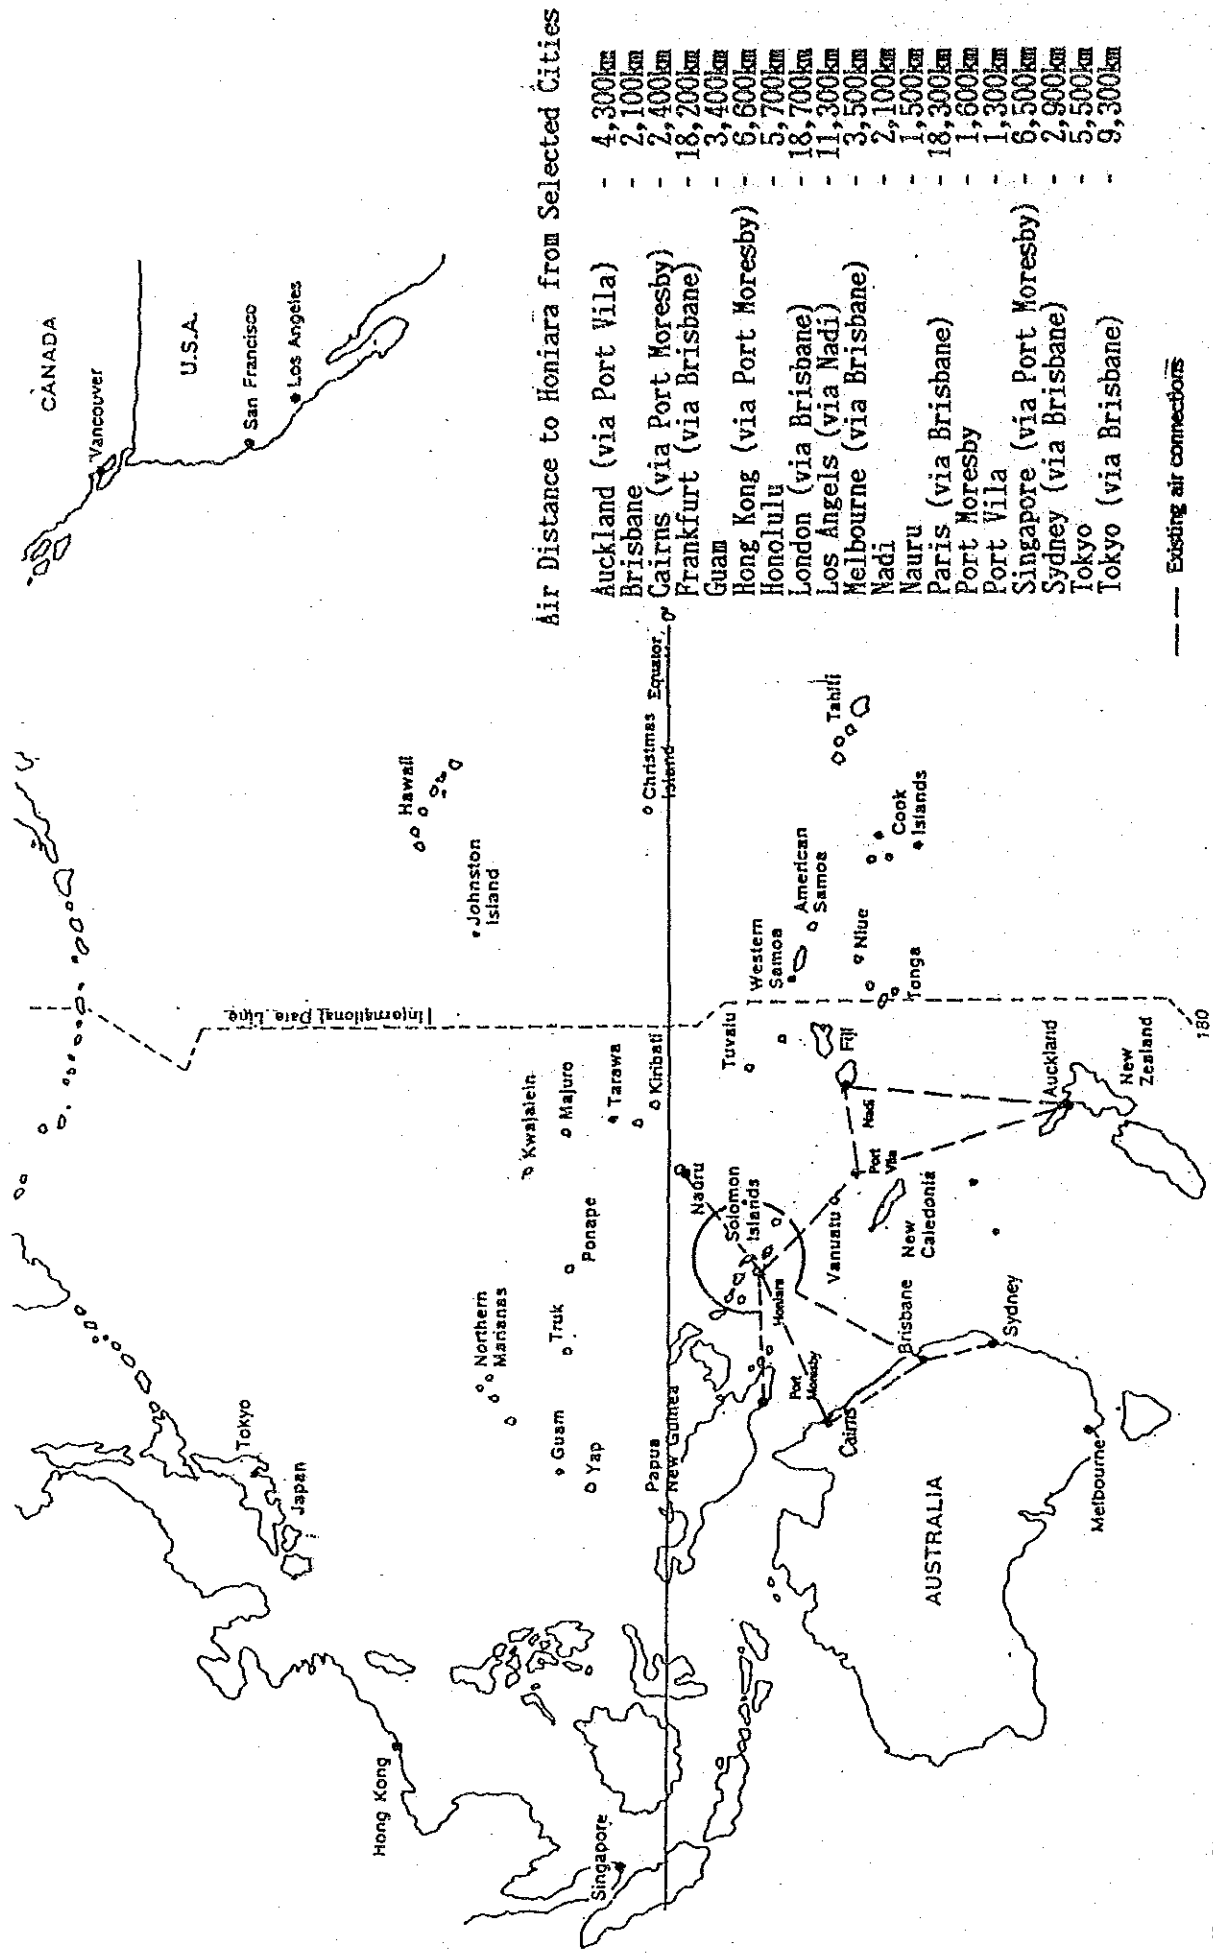 CANADA
Vancouver
U.S.A.
San Francisco
Los Angeles
Hawaii
Johnston
Island
International Date Line
Christmas
Island
Equator, 0°
Tokyo
Japan
Hong Kong
Singapore
Northern
Marianas
Guam
Yap
Truk
Ponape
Kwajalein
Majuro
Tarawa
Kiribati
Nauru
Papua
New Guinea
Solomon
Islands
Honiara
Port
Moresby
Tuvalu
Western
Samoa
American
Samoa
Tahiti
Cook
Islands
Niue
Tonga
Fiji
Nadi
Port
Vila
Vanuatu
New
Caledonia
Cairns
Brisbane
Sydney
Melbourne
AUSTRALIA
Auckland
New
Zealand
180
Air Distance to Honiara from Selected Cities
Auckland (via Port Vila) - 4,300km
Brisbane - 2,100km
Cairns (via Port Moresby) - 2,400km
Frankfurt (via Brisbane) - 18,200km
Guam - 3,400km
Hong Kong (via Port Moresby) - 6,600km
Honolulu - 5,700km
London (via Brisbane) - 18,700km
Los Angels (via Nadi) - 11,300km
Melbourne (via Brisbane) - 3,500km
Nadi - 2,100km
Nauru - 1,500km
Paris (via Brisbane) - 18,300km
Port Moresby - 1,600km
Port Vila - 1,300km
Singapore (via Port Moresby) - 6,500km
Sydney (via Brisbane) - 2,900km
Tokyo - 5,500km
Tokyo (via Brisbane) - 9,300km
Existing air connections